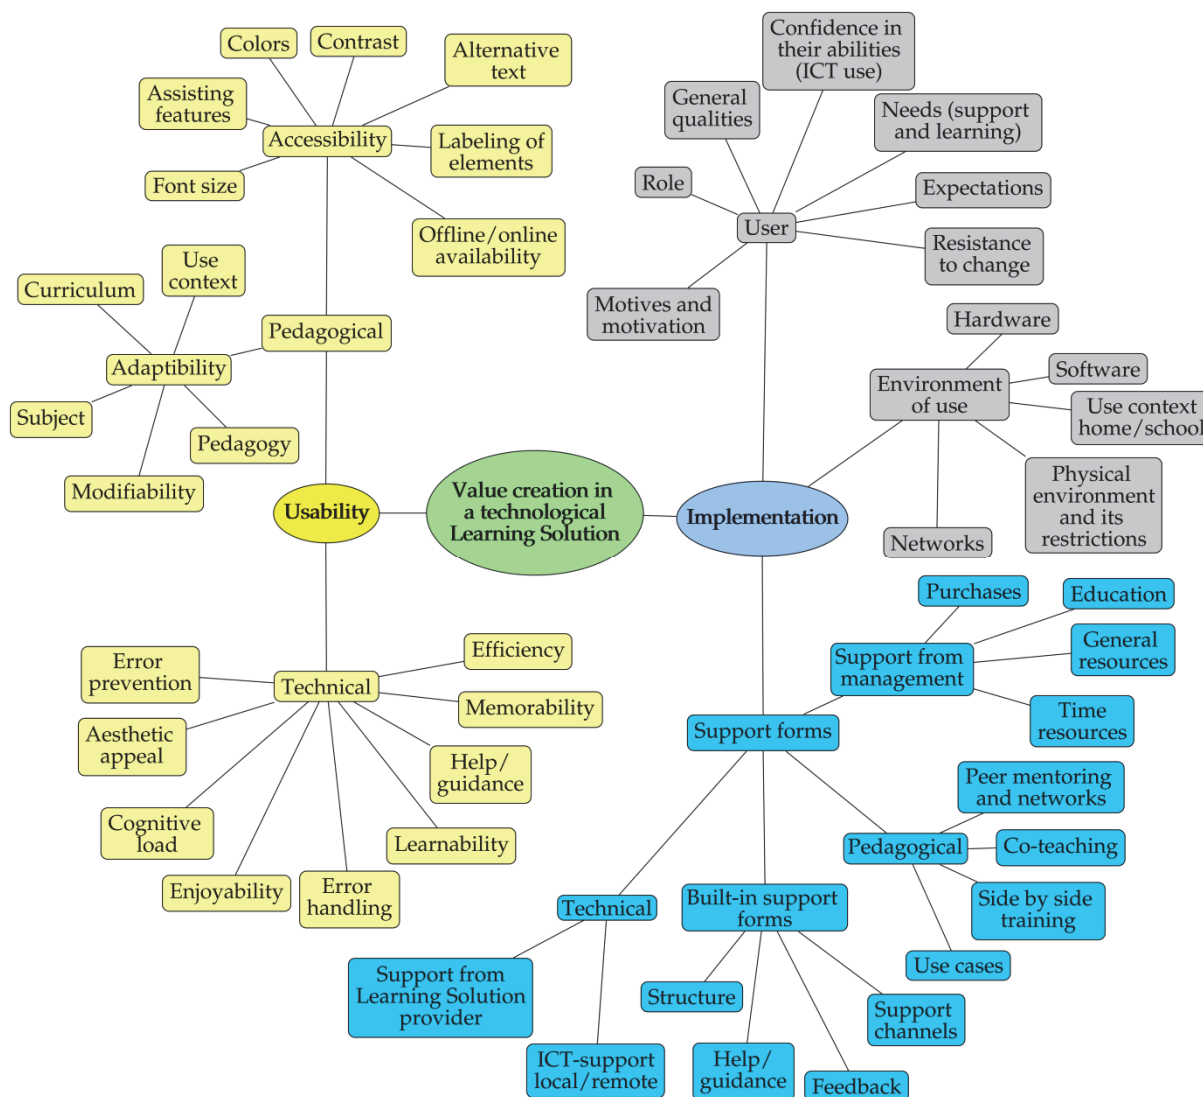 Colors
Contrast
Alternative
text
Assisting
features
Accessibility
Labeling of
elements
Font size
Offline/online
availability
Use
context
Curriculum
Pedagogical
Adaptibility
Subject
Pedagogy
Modifiability
Usability
Value creation in
a technological
Learning Solution
Implementation
Confidence in
their abilities
(ICT use)
General
qualities
Needs (support
and learning)
Role
Expectations
User
Resistance
to change
Motives and
motivation
Hardware
Software
Environment
of use
Use context
home/school
Physical
environment
and its
restrictions
Networks
Error
prevention
Technical
Efficiency
Memorability
Aesthetic
appeal
Help/
guidance
Cognitive
load
Learnability
Enjoyability
Error
handling
Purchases
Education
Support from
management
General
resources
Time
resources
Support forms
Peer mentoring
and networks
Pedagogical
Co-teaching
Side by side
training
Use cases
Technical
Built-in support
forms
Support from
Learning Solution
provider
Structure
Support
channels
ICT-support
local/remote
Help/
guidance
Feedback